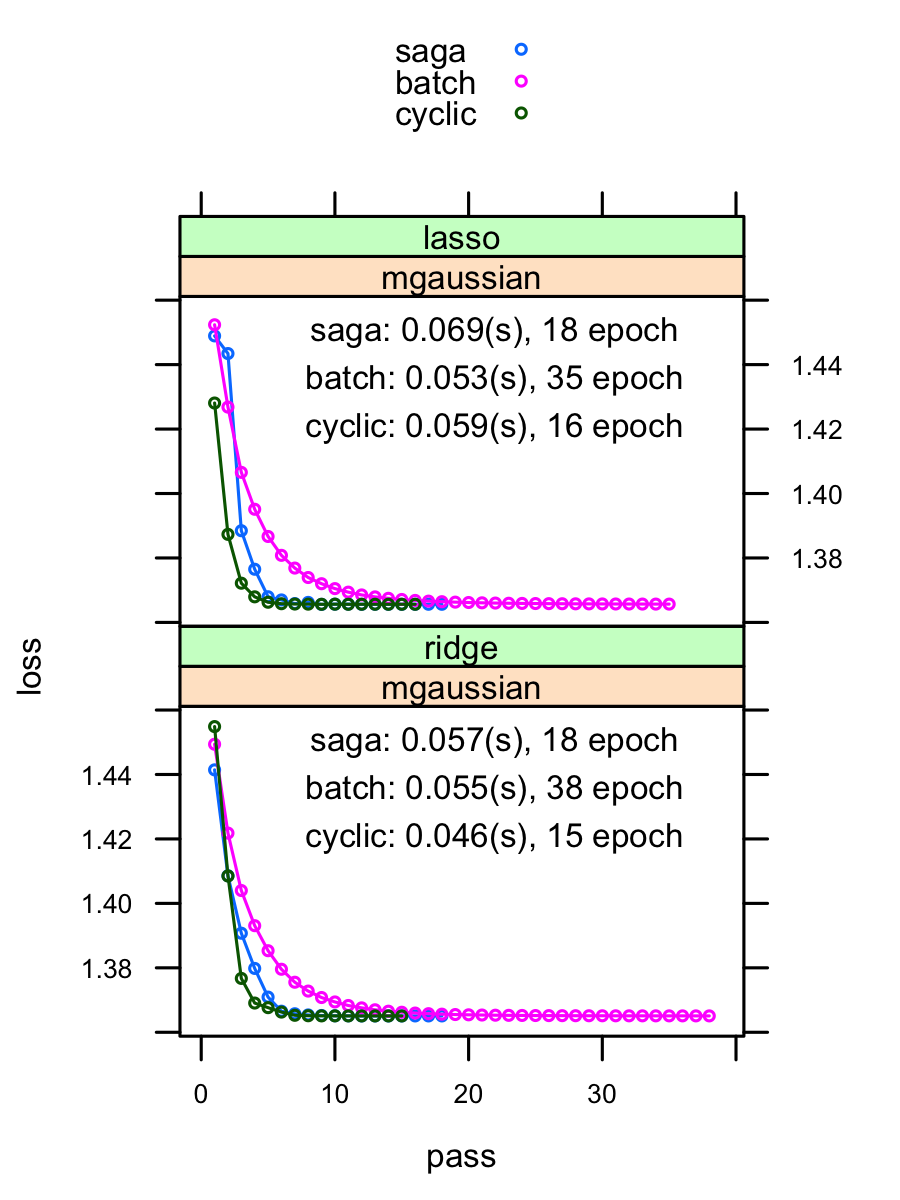 saga
batch
cyclic
lasso
mgaussian
saga: 0.069(s), 18 epoch
batch: 0.053(s), 35 epoch
cyclic: 0.059(s), 16 epoch
1.44
1.42
1.40
1.38
loss
ridge
mgaussian
saga: 0.057(s), 18 epoch
batch: 0.055(s), 38 epoch
cyclic: 0.046(s), 15 epoch
1.44
1.42
1.40
1.38
0 10 20 30
pass